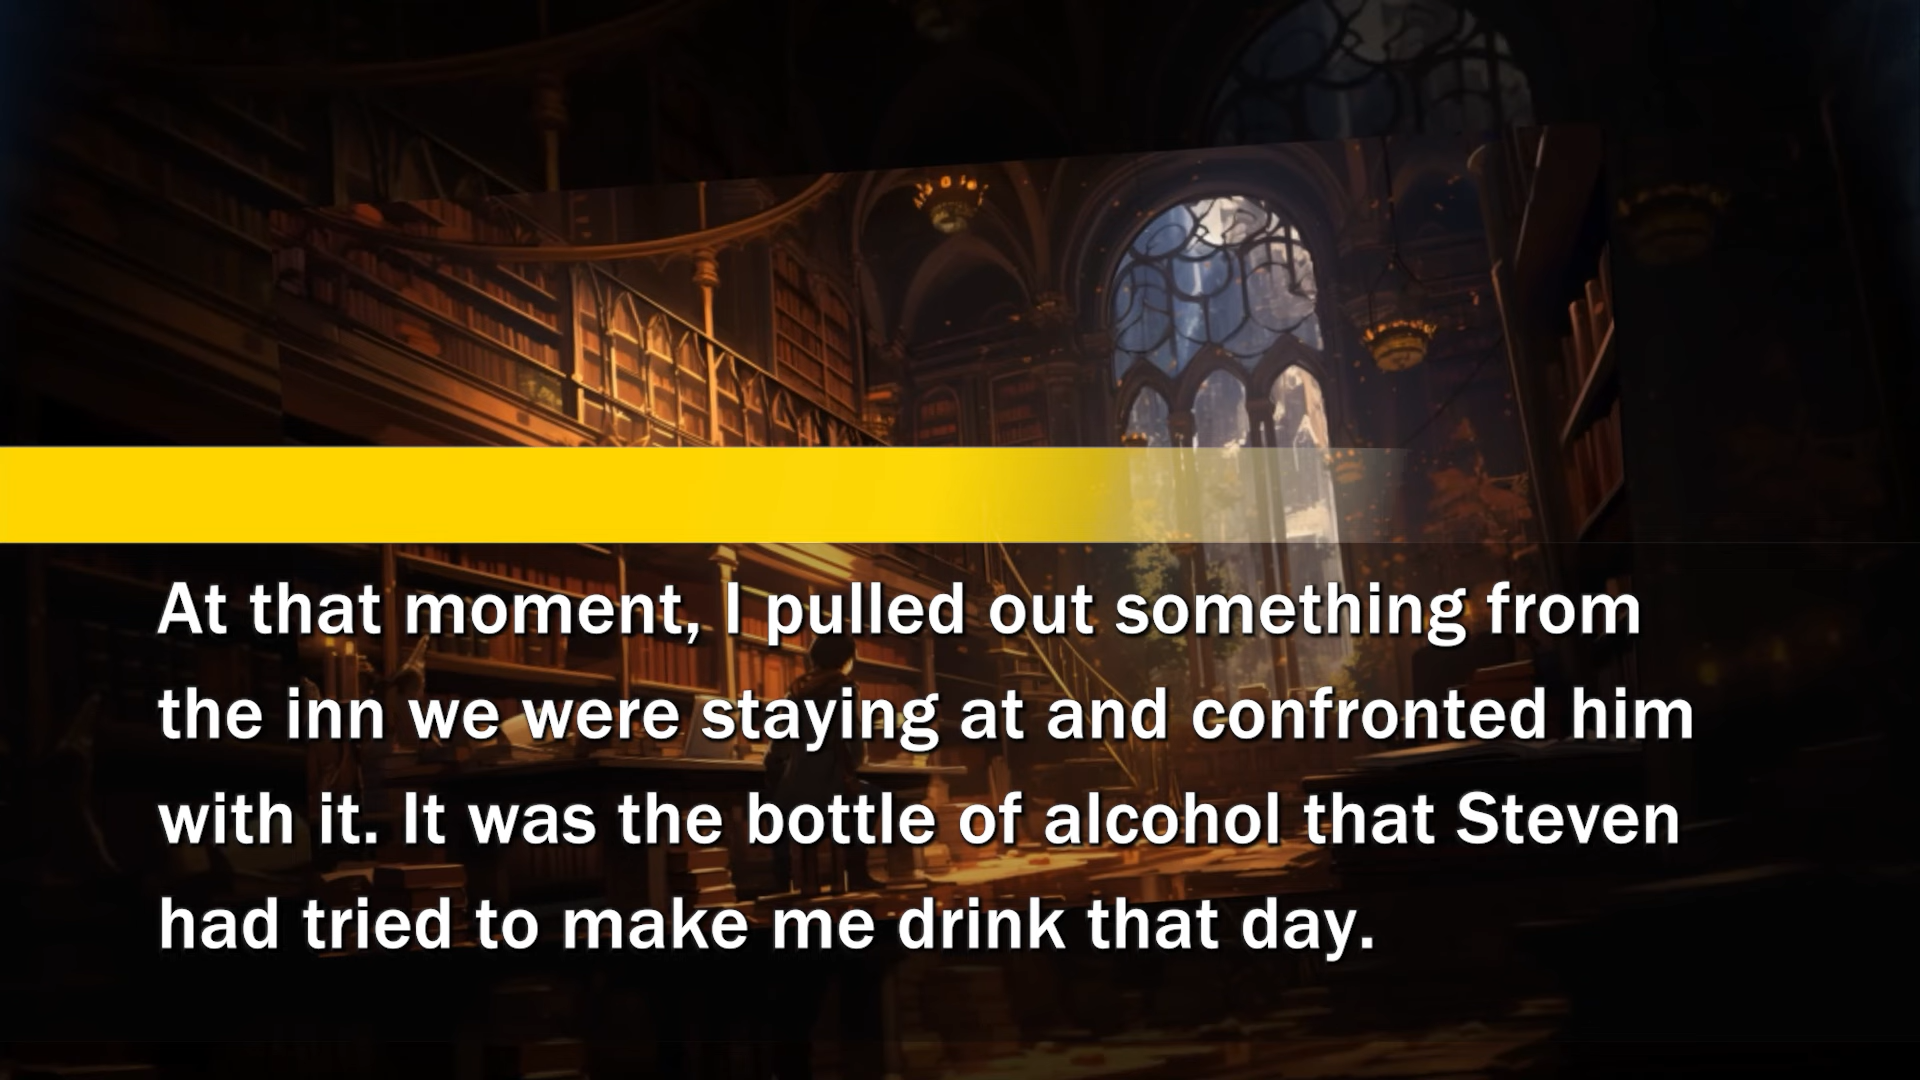 At that moment, I pulled out something from
the inn we were staying at and confronted him
with it. It was the bottle of alcohol that Steven
had tried to make me drink that day.